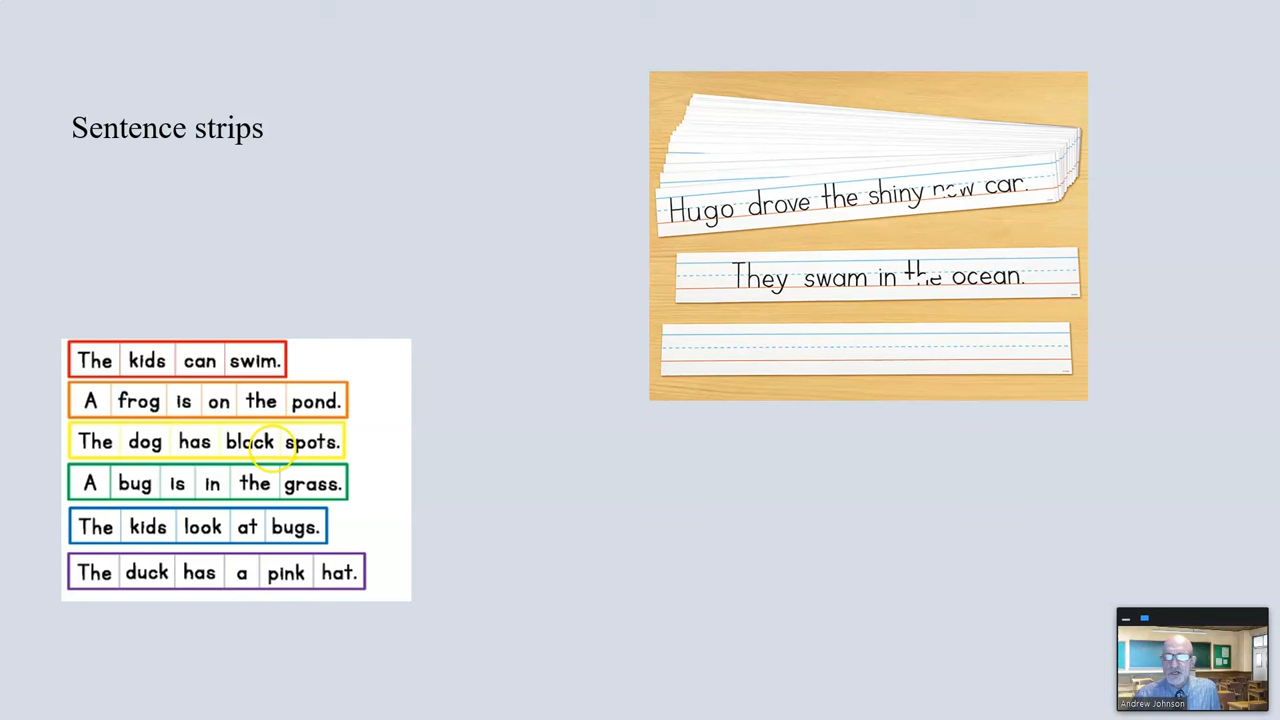 Sentence strips
Hugo drove the shiny new car.
They swam in the ocean.
The kids can swim.
A frog is on the pond.
The dog has black spots.
A bug is in the grass.
The kids look at bugs.
The duck has a pink hat.
Andrew Johnson